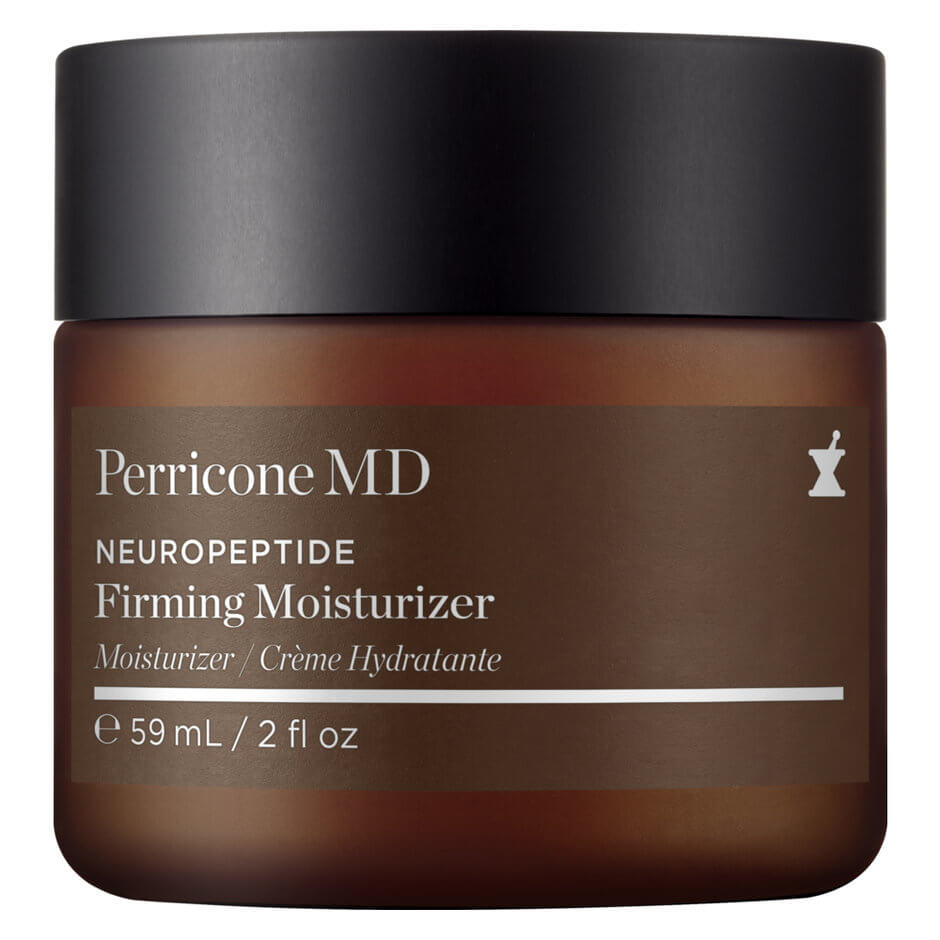 Perricone MD
NEUROPEPTIDE
Firming Moisturizer
Moisturizer / Crème Hydratante
℮ 59 mL / 2 fl oz